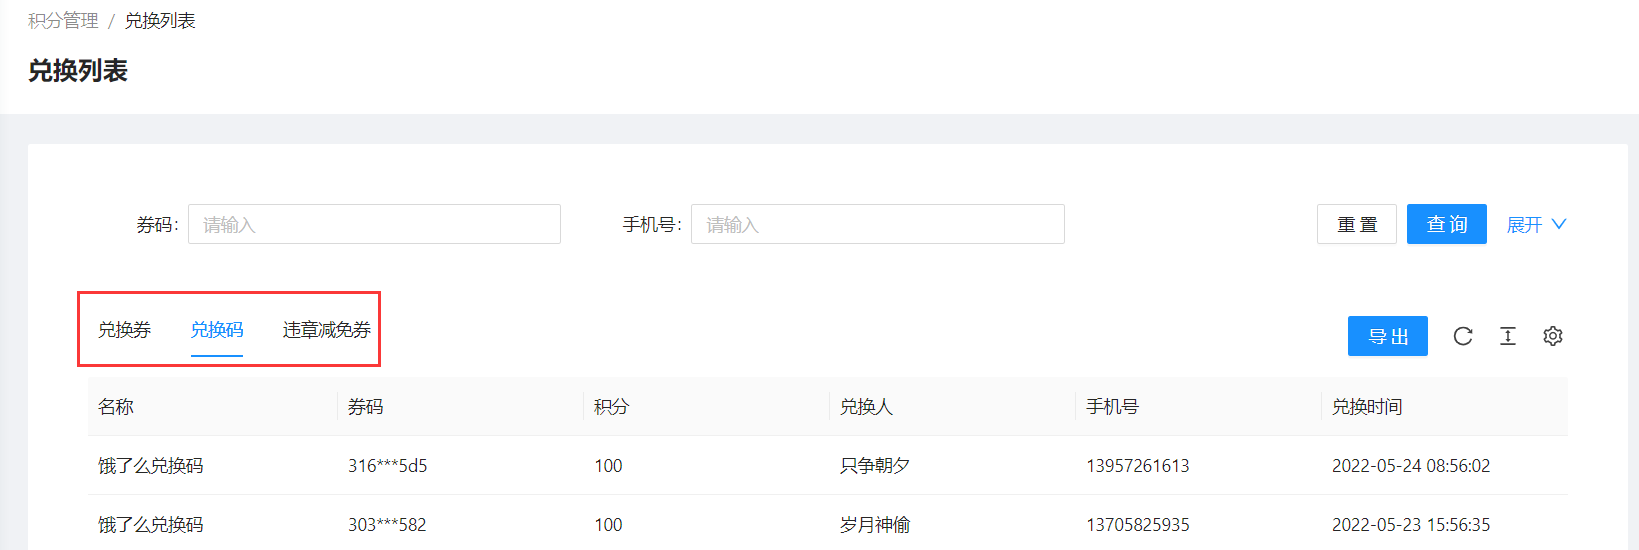 积分管理 / 兑换列表
兑换列表
券码: 请输入 手机号: 请输入 重 置 查 询 展开
兑换券 兑换码 违章减免券 导 出
名称 券码 积分 兑换人 手机号 兑换时间
饿了么兑换码 316***5d5 100 只争朝夕 13957261613 2022-05-24 08:56:02
饿了么兑换码 303***582 100 岁月神偷 13705825935 2022-05-23 15:56:35